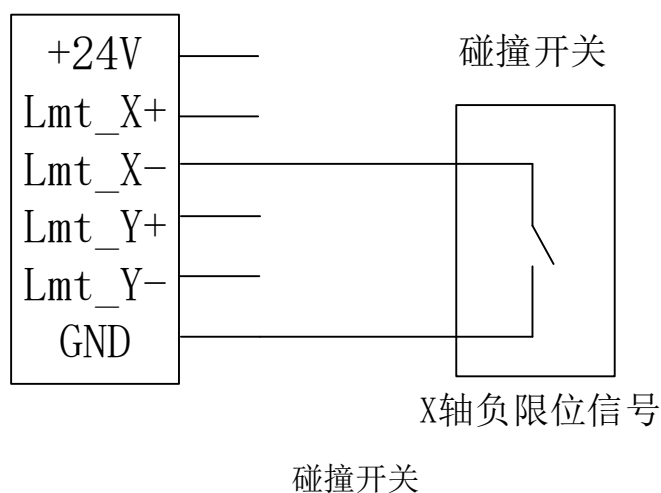 +24V
碰撞开关
Lmt_X+
Lmt_X-
Lmt_Y+
Lmt_Y-
GND
X轴负限位信号
碰撞开关